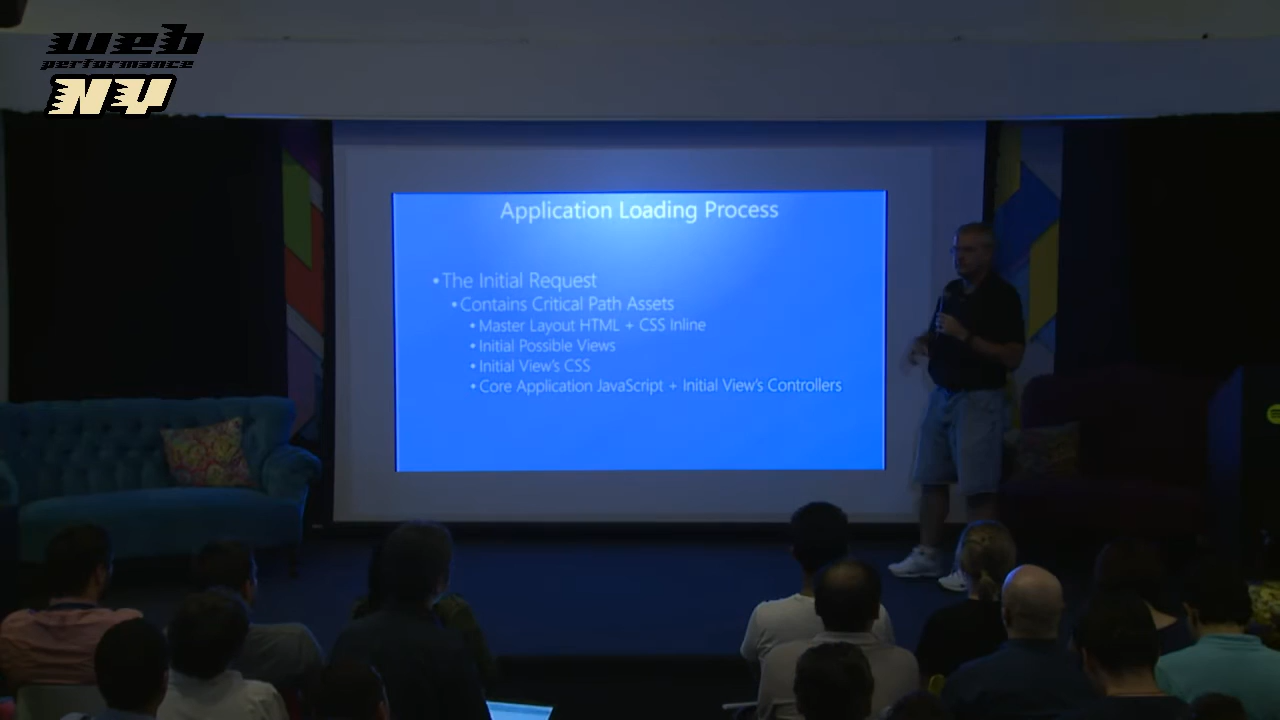 web
performance
NY
Application Loading Process
•The Initial Request
•Contains Critical Path Assets
•Master Layout HTML + CSS Inline
•Initial Possible Views
•Initial View's CSS
•Core Application JavaScript + Initial View's Controllers